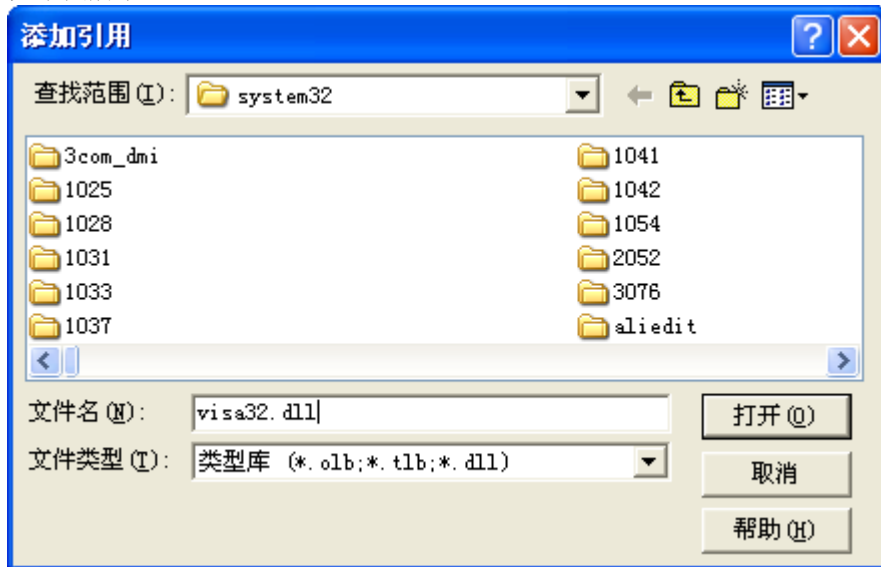 添加引用
查找范围(I): system32
3com_dmi
1025
1028
1031
1033
1037
1041
1042
1054
2052
3076
aliedit
文件名(N): visa32.dll 打开(O)
文件类型(T): 类型库 (*.olb;*.tlb;*.dll) 取消
帮助(H)